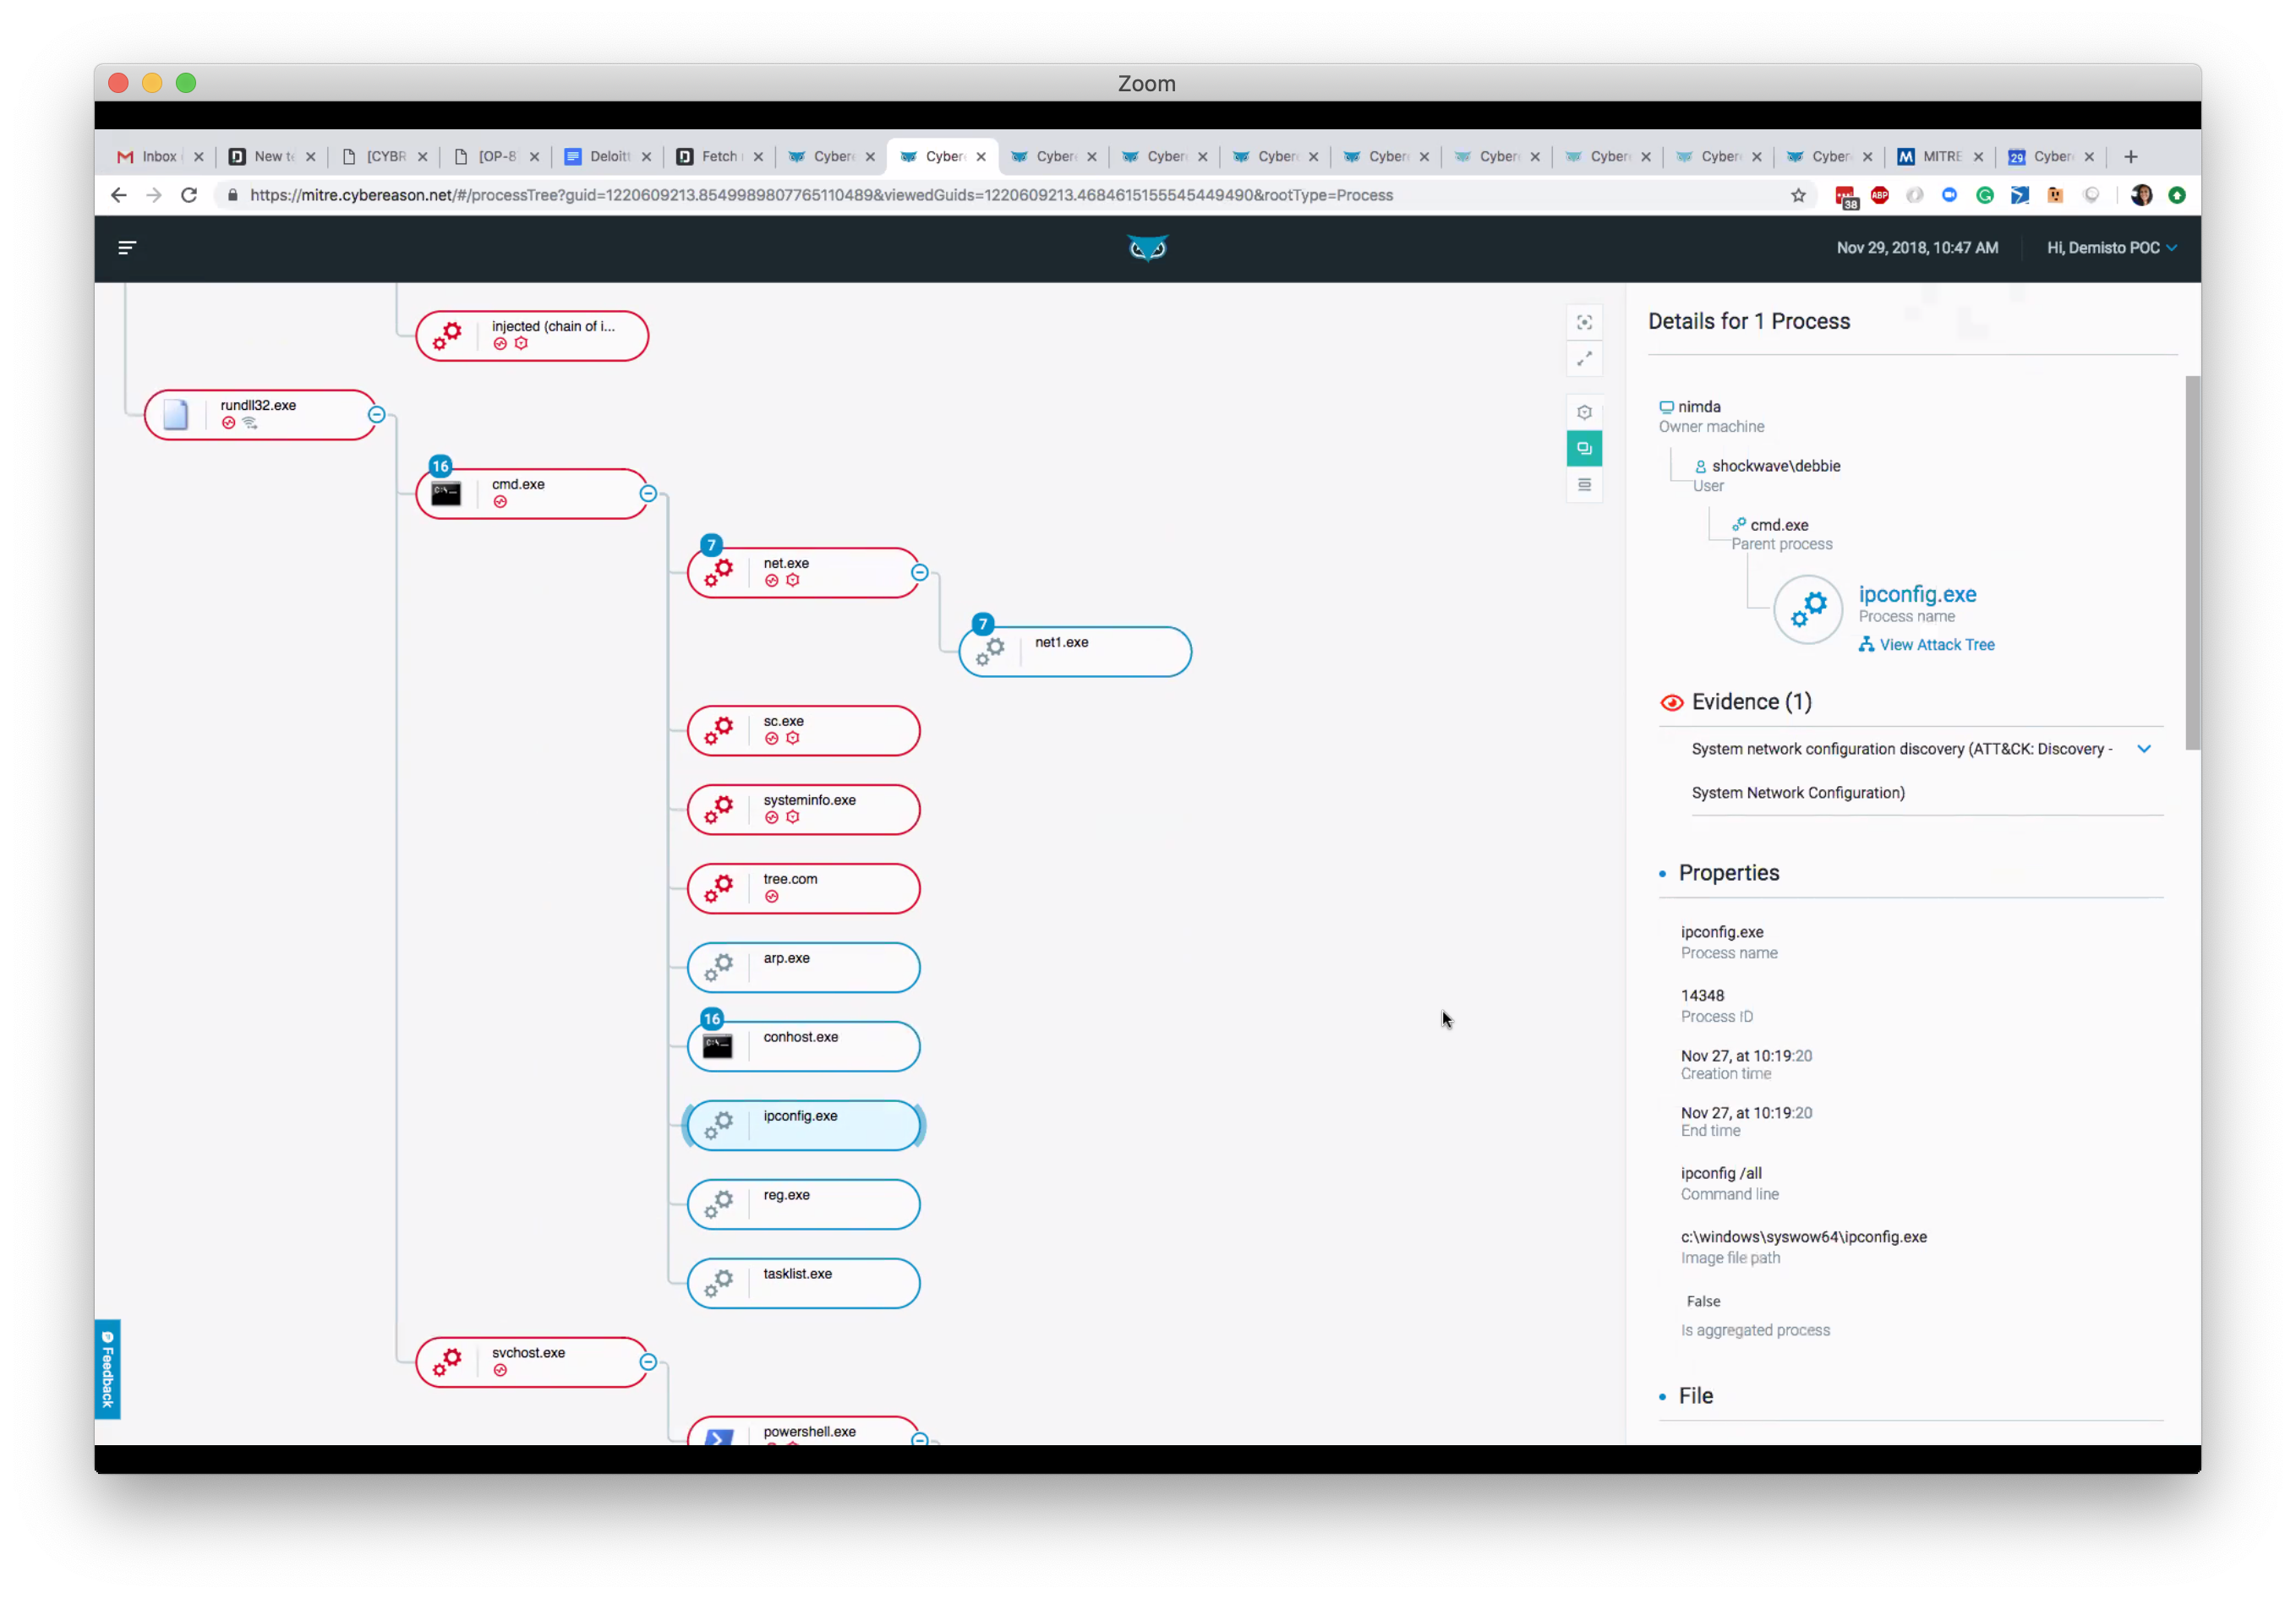 Zoom
Inbox
New t
[CYBR
[OP-8
Deloitt
Fetch
Cyber
Cyber
Cyber
Cyber
Cyber
Cyber
Cyber
Cyber
Cyber
Cyber
MITRE
29
Cyber
https://mitre.cybereason.net/#/processTree?guid=1220609213.8549989807765110489&viewedGuids=1220609213.4684615155545449490&rootType=Process
38
ABP
Nov 29, 2018, 10:47 AM
Hi, Demisto POC
injected (chain of i...
rundll32.exe
16
cmd.exe
7
net.exe
7
net1.exe
sc.exe
systeminfo.exe
tree.com
arp.exe
16
conhost.exe
ipconfig.exe
reg.exe
tasklist.exe
svchost.exe
powershell.exe
Feedback
Details for 1 Process
nimda
Owner machine
shockwave\debbie
User
cmd.exe
Parent process
ipconfig.exe
Process name
View Attack Tree
Evidence (1)
System network configuration discovery (ATT&CK: Discovery -
System Network Configuration)
Properties
ipconfig.exe
Process name
14348
Process ID
Nov 27, at 10:19:20
Creation time
Nov 27, at 10:19:20
End time
ipconfig /all
Command line
c:\windows\syswow64\ipconfig.exe
Image file path
False
Is aggregated process
File